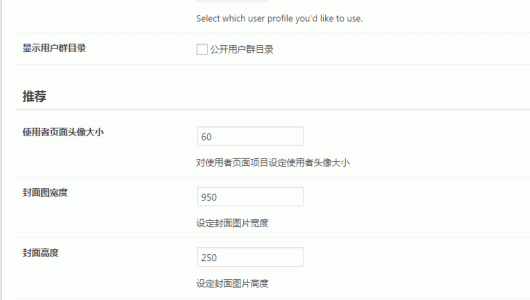 Select which user profile you'd like to use.
显示用户群目录
公开用户群目录
推荐
使用者页面头像大小
60
对使用者页面项目设定使用者头像大小
封面图宽度
950
设定封面图片宽度
封面高度
250
设定封面图片高度